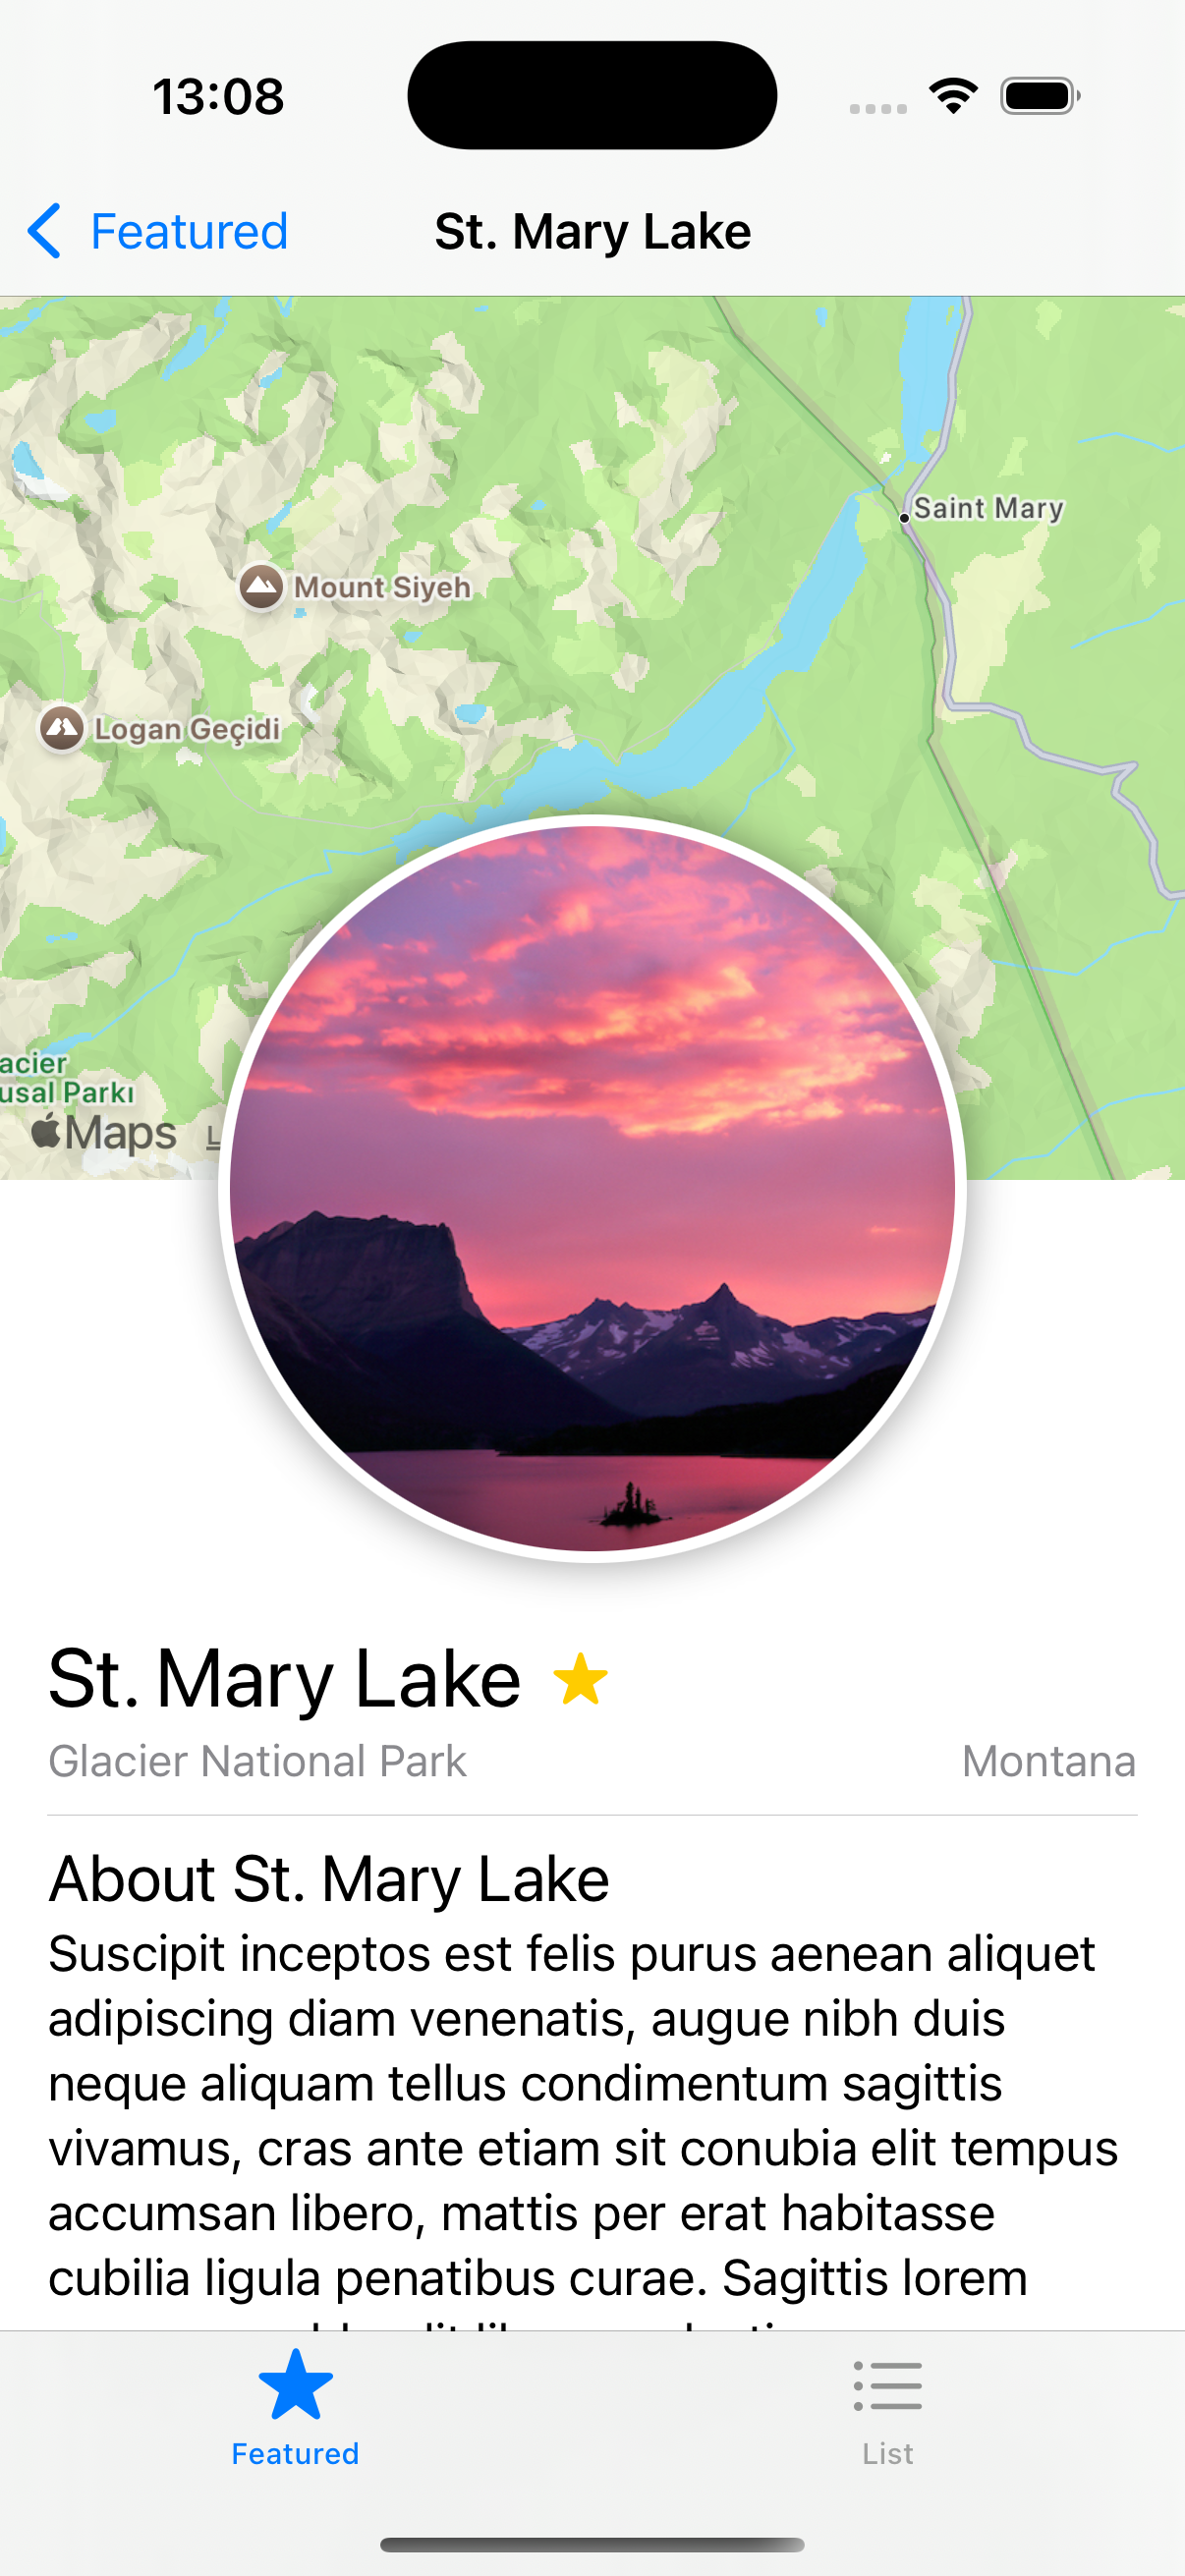 13:08
Featured
St. Mary Lake
Saint Mary
Mount Siyeh
Logan Geçidi
acier
usal Parkı
Maps
L
St. Mary Lake
Glacier National Park
Montana
About St. Mary Lake
Suscipit inceptos est felis purus aenean aliquet
adipiscing diam venenatis, augue nibh duis
neque aliquam tellus condimentum sagittis
vivamus, cras ante etiam sit conubia elit tempus
accumsan libero, mattis per erat habitasse
cubilia ligula penatibus curae. Sagittis lorem
Featured
List